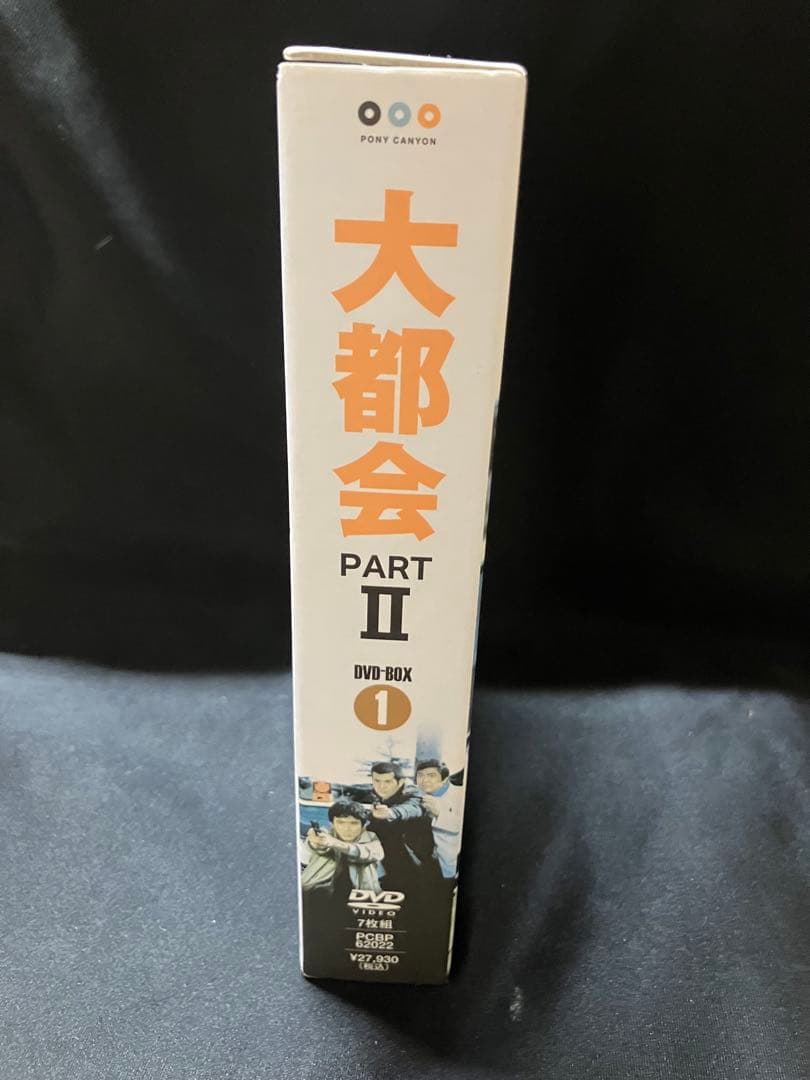 PONY CANYON
大都会
PART
II
DVD-BOX
1
DVD
VIDEO
7枚組
PCBP
62022
¥27,930
(税込)